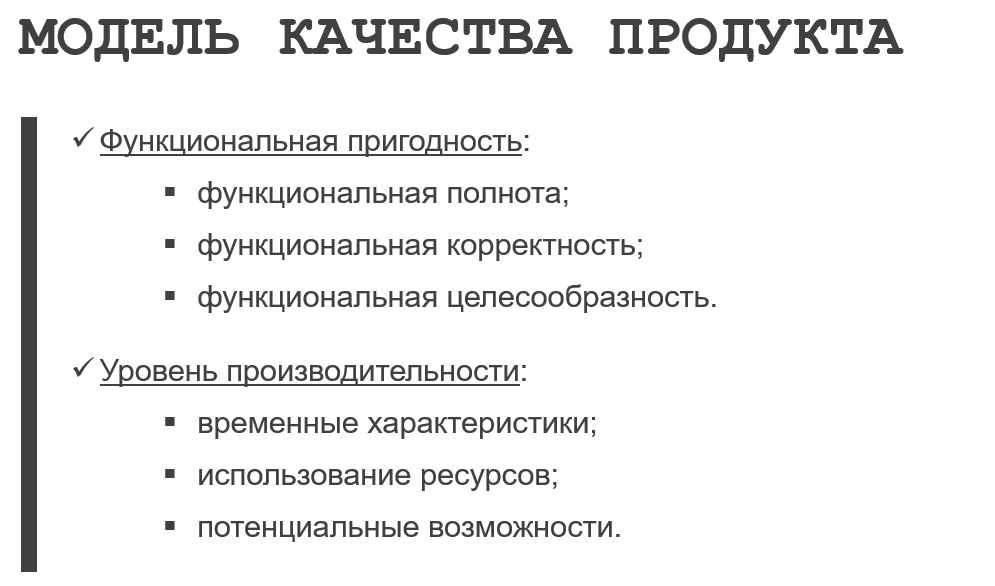 МОДЕЛЬ КАЧЕСТВА ПРОДУКТА
✓ Функциональная пригодность:
▪ функциональная полнота;
▪ функциональная корректность;
▪ функциональная целесообразность.
✓ Уровень производительности:
▪ временные характеристики;
▪ использование ресурсов;
▪ потенциальные возможности.